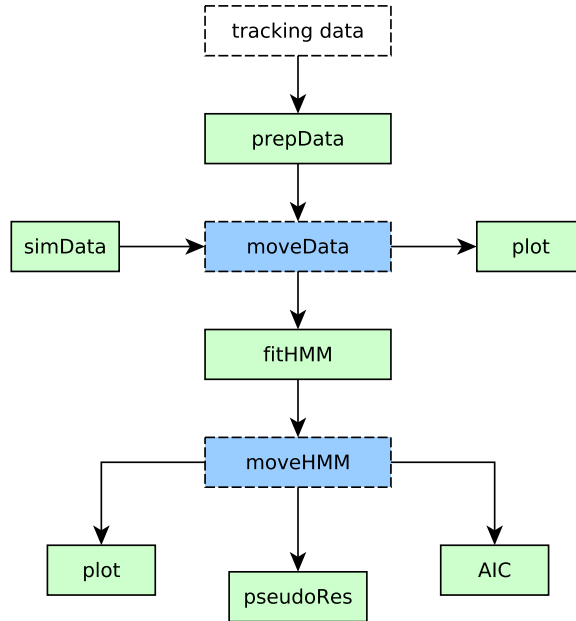 tracking data
prepData
simData
moveData
plot
fitHMM
moveHMM
plot
pseudoRes
AIC